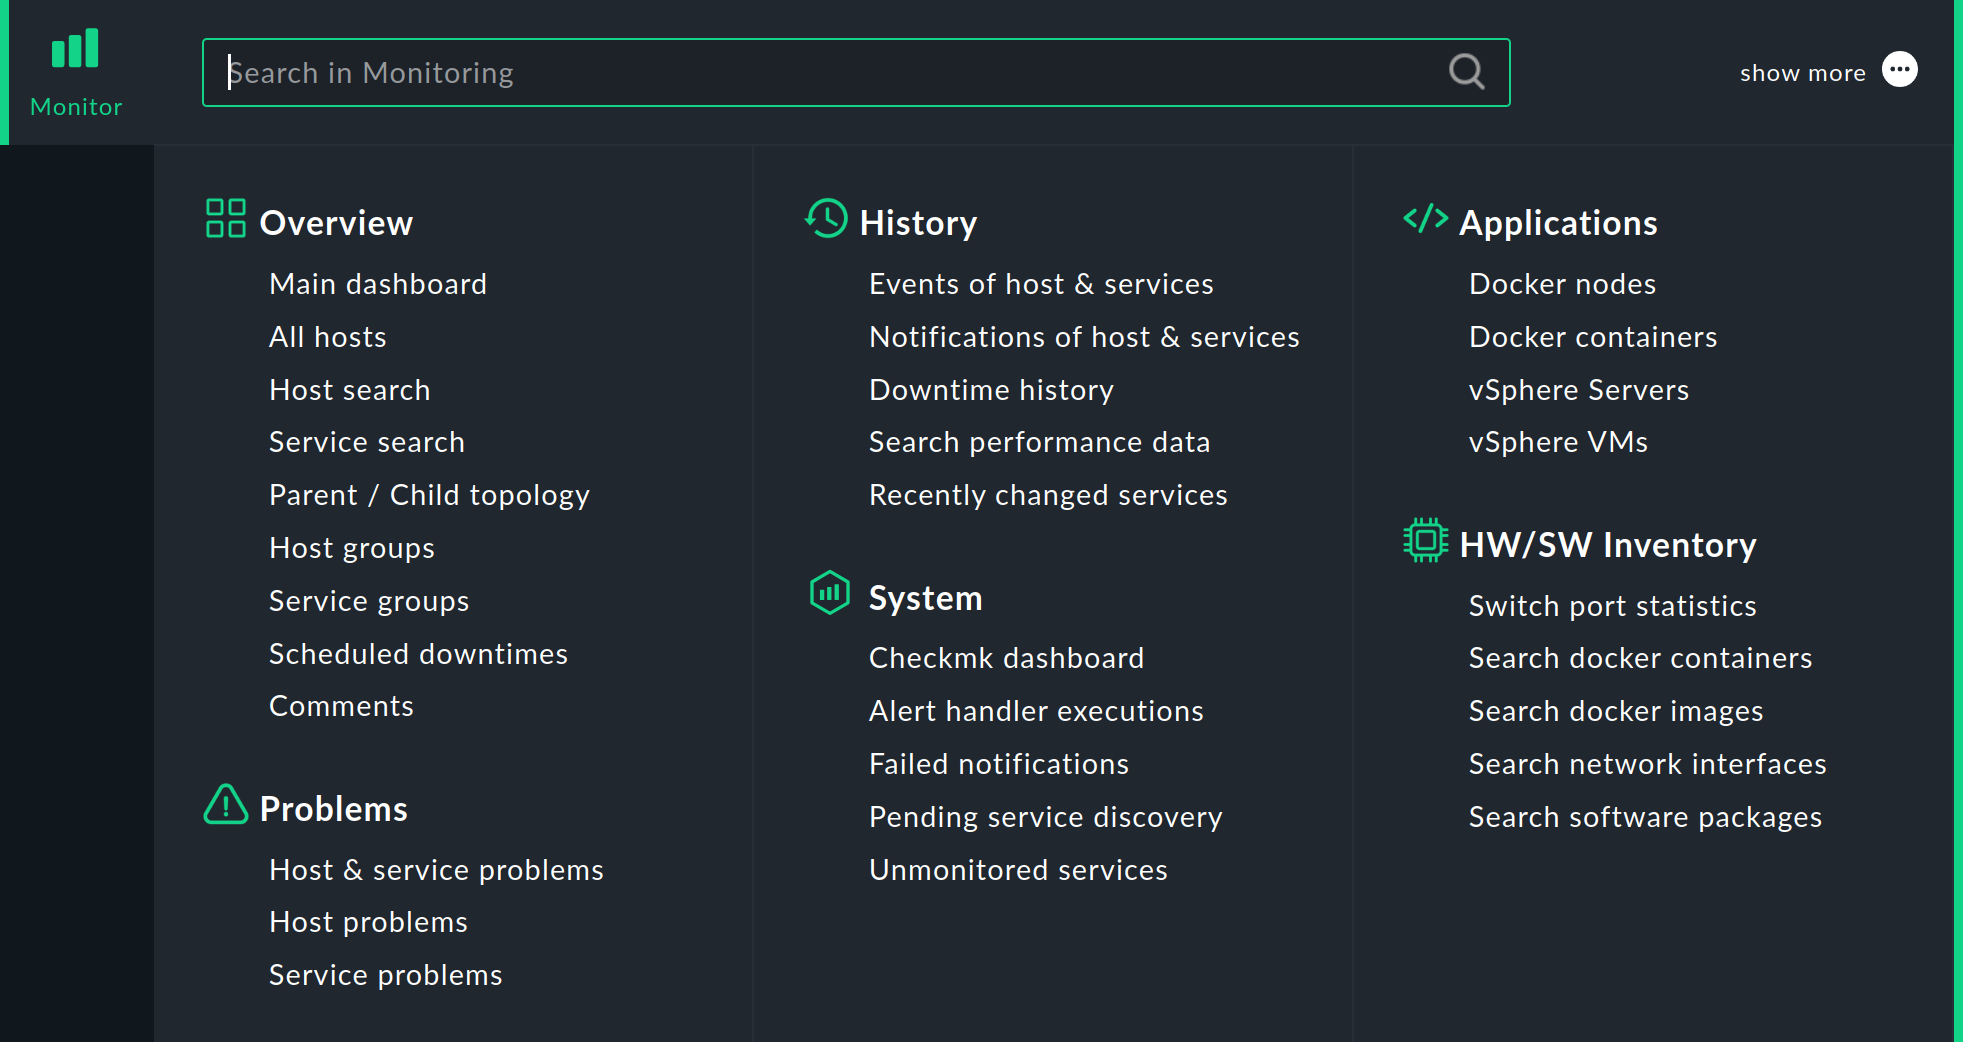 Monitor
Search in Monitoring
show more
Overview
Main dashboard
All hosts
Host search
Service search
Parent / Child topology
Host groups
Service groups
Scheduled downtimes
Comments
Problems
Host & service problems
Host problems
Service problems
History
Events of host & services
Notifications of host & services
Downtime history
Search performance data
Recently changed services
System
Checkmk dashboard
Alert handler executions
Failed notifications
Pending service discovery
Unmonitored services
Applications
Docker nodes
Docker containers
vSphere Servers
vSphere VMs
HW/SW Inventory
Switch port statistics
Search docker containers
Search docker images
Search network interfaces
Search software packages